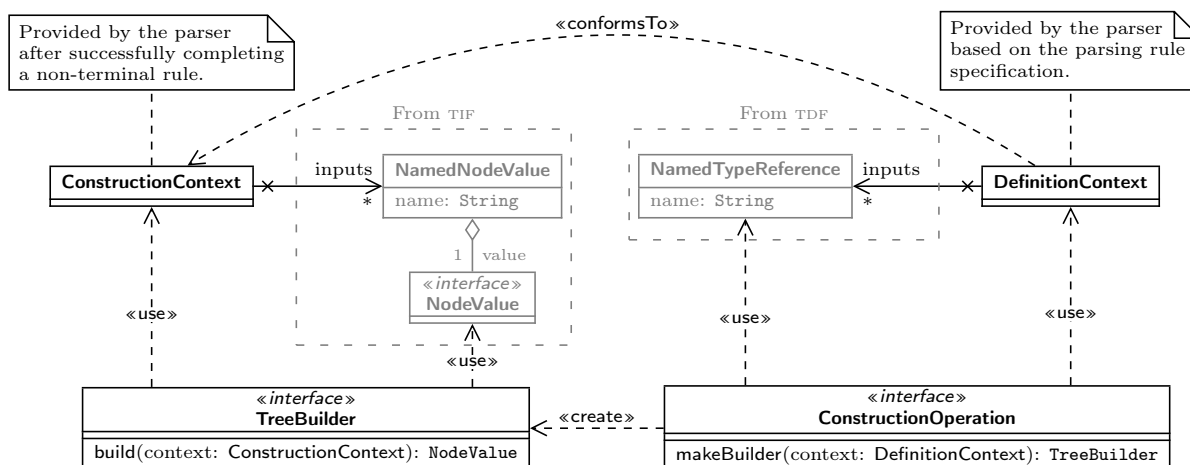 «conformsTo»
Provided by the parser
after successfully completing
a non-terminal rule.
Provided by the parser
based on the parsing rule
specification.
From TIF
From TDF
ConstructionContext
inputs
*
NamedNodeValue
name: String
NamedTypeReference
name: String
inputs
*
DefinitionContext
1 value
«interface»
NodeValue
«use»
«use»
«use»
«use»
«interface»
TreeBuilder
build(context: ConstructionContext): NodeValue
«create»
«interface»
ConstructionOperation
makeBuilder(context: DefinitionContext): TreeBuilder